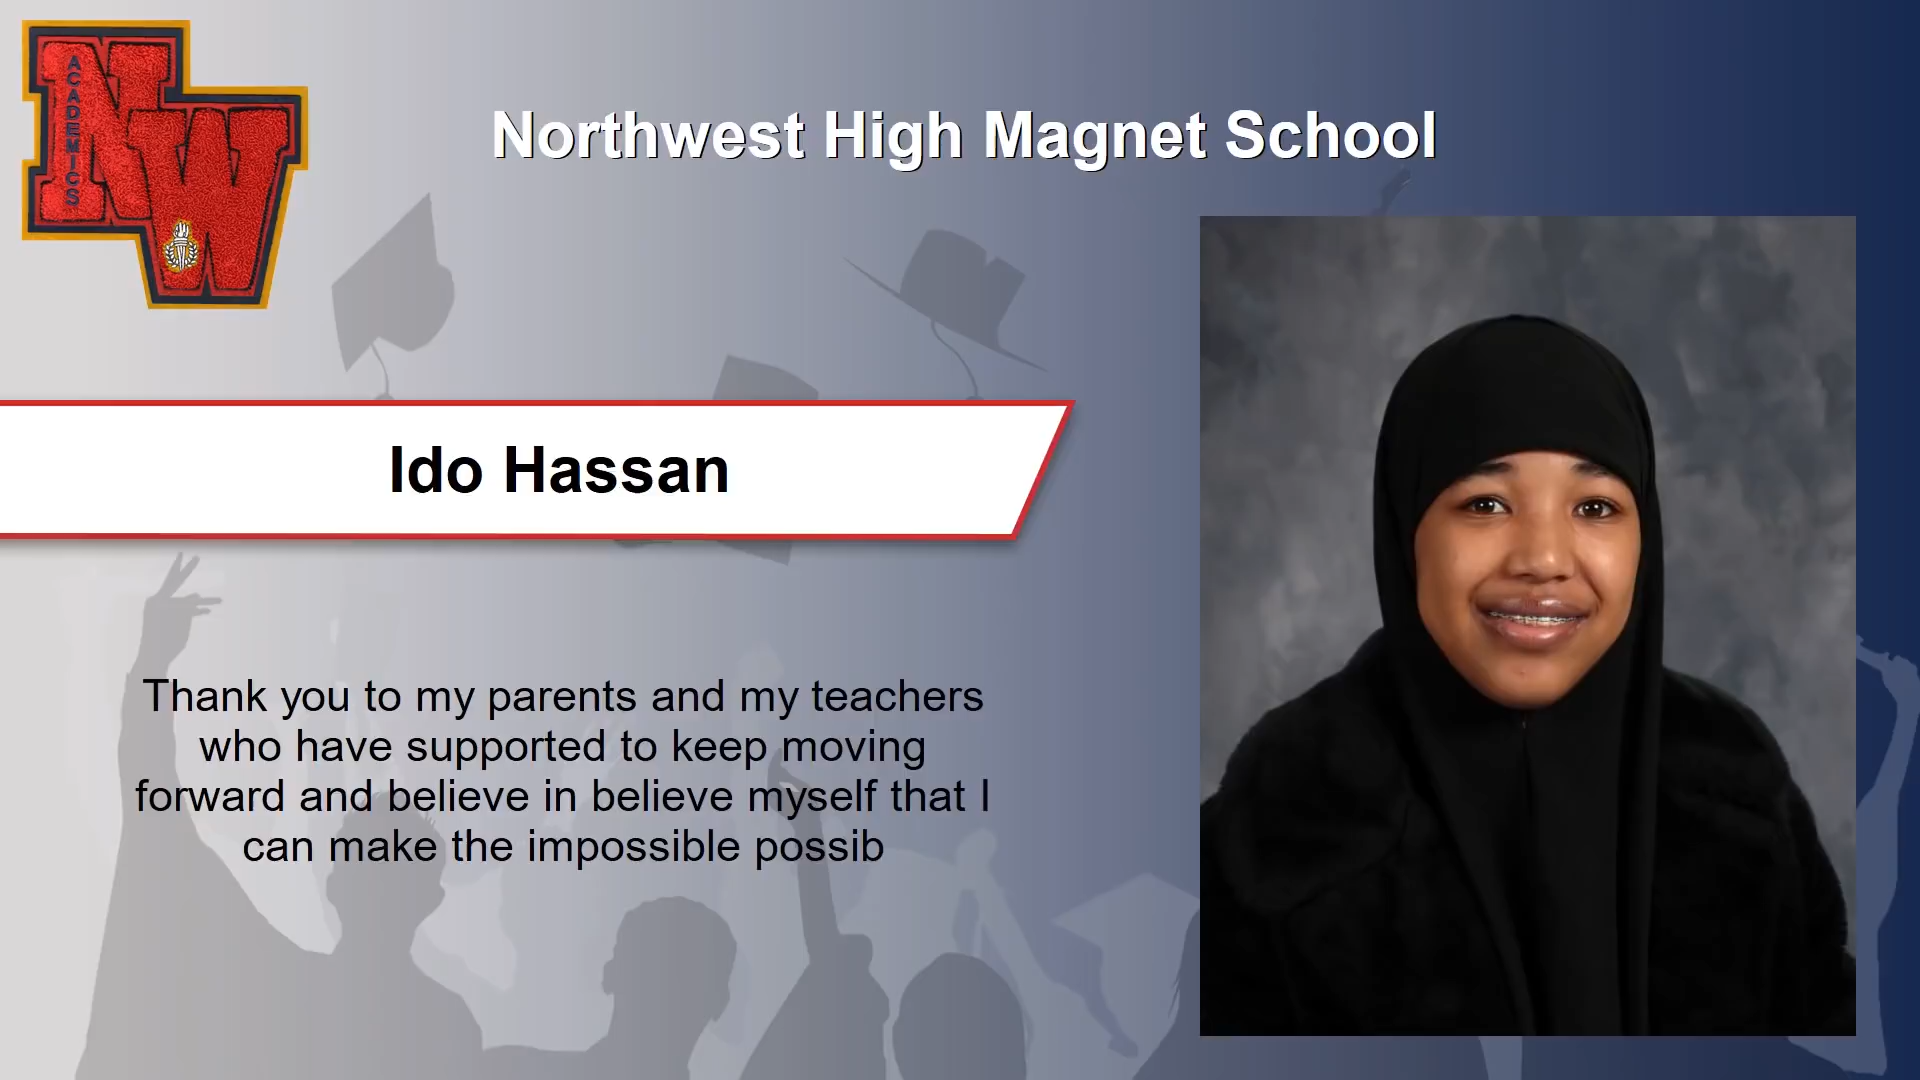 ACADEMICS
NW
Northwest High Magnet School
Ido Hassan
Thank you to my parents and my teachers
who have supported to keep moving
forward and believe in believe myself that I
can make the impossible possib